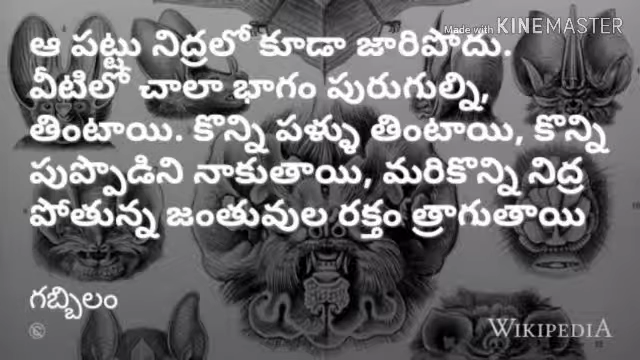 Made with KINEMASTER
ఆ పట్టు నిద్రలో కూడా జారిపొదు.
వీటిలో చాలా భాగం పురుగుల్ని,
తింటాయి. కొన్ని పళ్ళు తింటాయి, కొన్ని
పుప్పొడిని నాకుతాయి, మరికొన్ని నిద్ర
పోతున్న జంతువుల రక్తం త్రాగుతాయి
గబ్బిలం
WIKIPEDIA